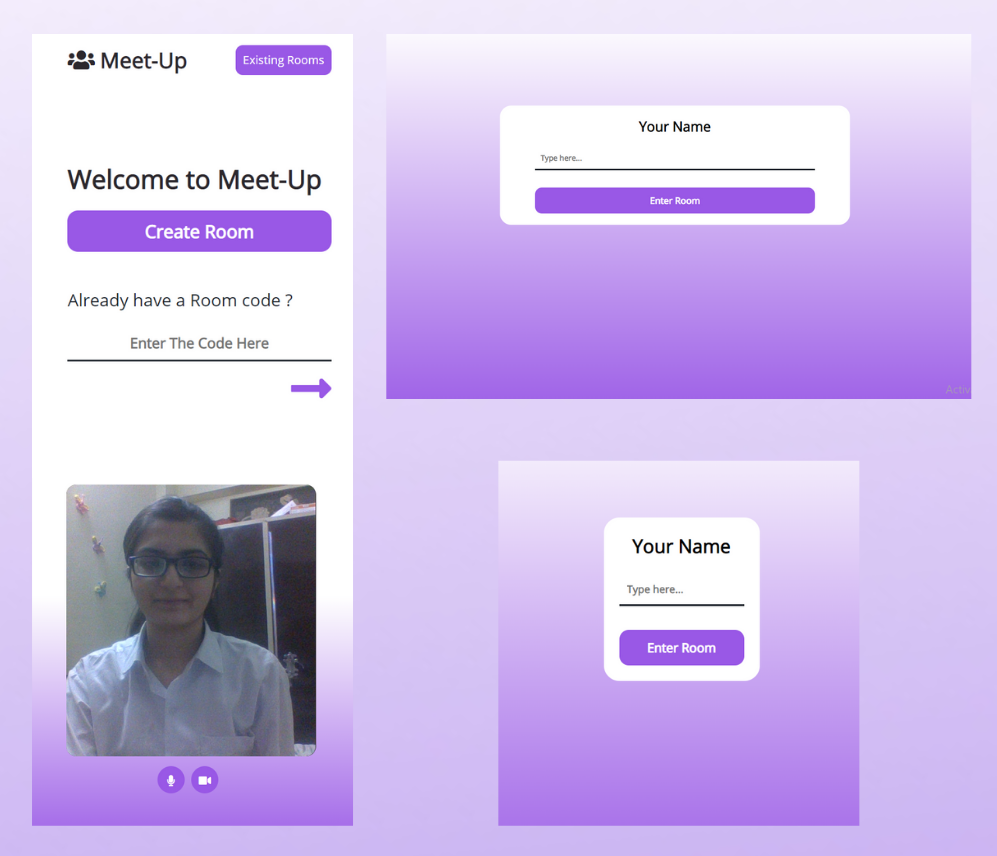 Meet-Up
Existing Rooms
Welcome to Meet-Up
Create Room
Already have a Room code ?
Enter The Code Here
Your Name
Type here...
Enter Room
Activ
Your Name
Type here...
Enter Room